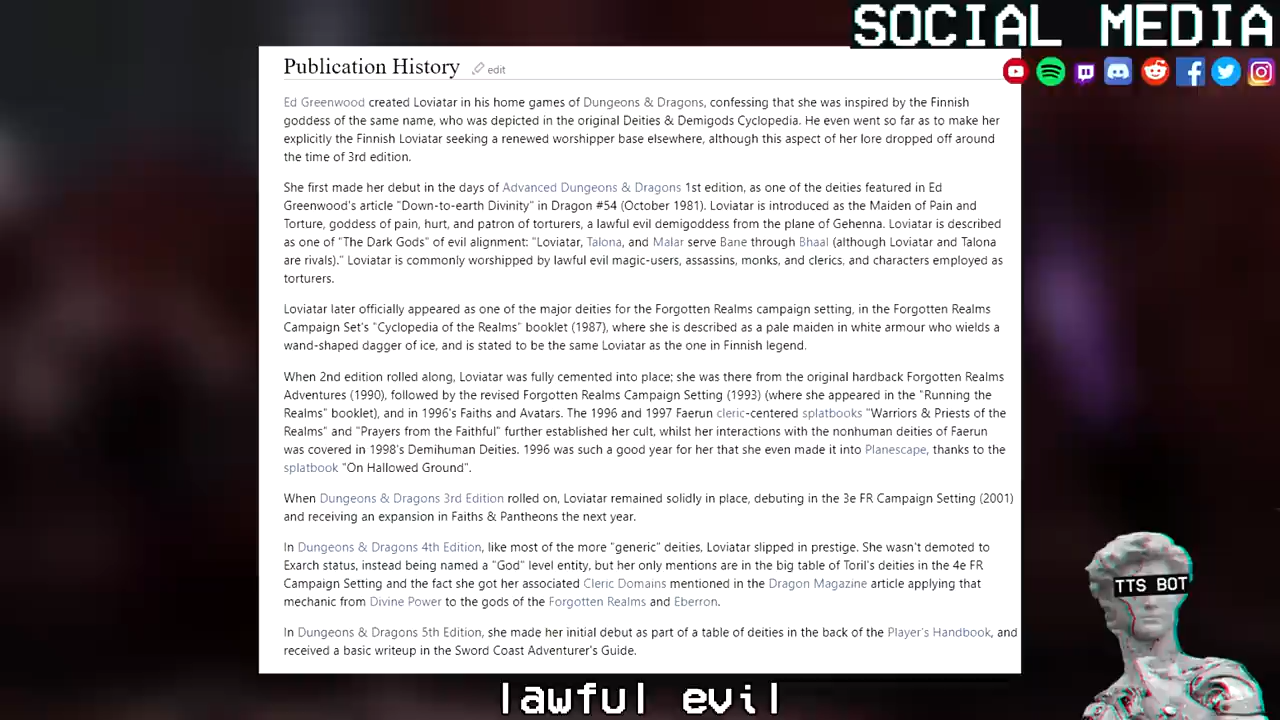 SOCIAL MEDIA
Publication History edit
Ed Greenwood created Loviatar in his home games of Dungeons & Dragons, confessing that she was inspired by the Finnish
goddess of the same name, who was depicted in the original Deities & Demigods Cyclopedia. He even went so far as to make her
explicitly the Finnish Loviatar seeking a renewed worshipper base elsewhere, although this aspect of her lore dropped off around
the time of 3rd edition.
She first made her debut in the days of Advanced Dungeons & Dragons 1st edition, as one of the deities featured in Ed
Greenwood's article "Down-to-earth Divinity" in Dragon #54 (October 1981). Loviatar is introduced as the Maiden of Pain and
Torture, goddess of pain, hurt, and patron of torturers, a lawful evil demigoddess from the plane of Gehenna. Loviatar is described
as one of "The Dark Gods" of evil alignment: "Loviatar, Talona, and Malar serve Bane through Bhaal (although Loviatar and Talona
are rivals)." Loviatar is commonly worshipped by lawful evil magic-users, assassins, monks, and clerics, and characters employed as
torturers.
Loviatar later officially appeared as one of the major deities for the Forgotten Realms campaign setting, in the Forgotten Realms
Campaign Set's "Cyclopedia of the Realms" booklet (1987), where she is described as a pale maiden in white armour who wields a
wand-shaped dagger of ice, and is stated to be the same Loviatar as the one in Finnish legend.
When 2nd edition rolled along, Loviatar was fully cemented into place; she was there from the original hardback Forgotten Realms
Adventures (1990), followed by the revised Forgotten Realms Campaign Setting (1993) (where she appeared in the "Running the
Realms" booklet), and in 1996's Faiths and Avatars. The 1996 and 1997 Faerun cleric-centered splatbooks "Warriors & Priests of the
Realms" and "Prayers from the Faithful" further established her cult, whilst her interactions with the nonhuman deities of Faerun
was covered in 1998's Demihuman Deities. 1996 was such a good year for her that she even made it into Planescape, thanks to the
splatbook "On Hallowed Ground".
When Dungeons & Dragons 3rd Edition rolled on, Loviatar remained solidly in place, debuting in the 3e FR Campaign Setting (2001)
and receiving an expansion in Faiths & Pantheons the next year.
In Dungeons & Dragons 4th Edition, like most of the more "generic" deities, Loviatar slipped in prestige. She wasn't demoted to
Exarch status, instead being named a "God" level entity, but her only mentions are in the big table of Toril's deities in the 4e FR
Campaign Setting and the fact she got her associated Cleric Domains mentioned in the Dragon Magazine article applying that
mechanic from Divine Power to the gods of the Forgotten Realms and Eberron.
In Dungeons & Dragons 5th Edition, she made her initial debut as part of a table of deities in the back of the Player's Handbook, and
received a basic writeup in the Sword Coast Adventurer's Guide.
TTS BOT
lawful evil